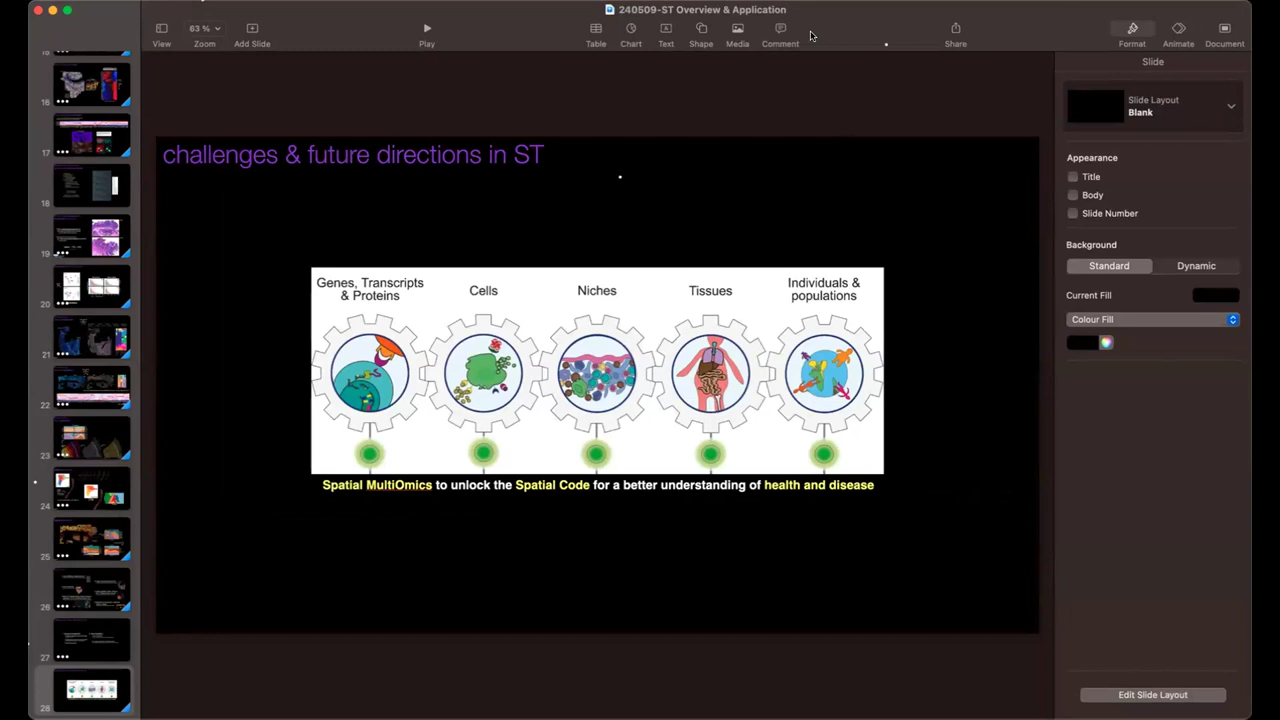 240509-ST Overview & Application
63 %
View
Zoom
Add Slide
Play
Table
Chart
Text
Shape
Media
Comment
Share
Format
Animate
Document
16
17
18
19
20
21
22
23
24
25
26
27
28
challenges & future directions in ST
Genes, Transcripts
& Proteins
Cells
Niches
Tissues
Individuals &
populations
Spatial MultiOmics to unlock the Spatial Code for a better understanding of health and disease
Slide
Slide Layout
Blank
Appearance
Title
Body
Slide Number
Background
Standard
Dynamic
Current Fill
Colour Fill
Edit Slide Layout